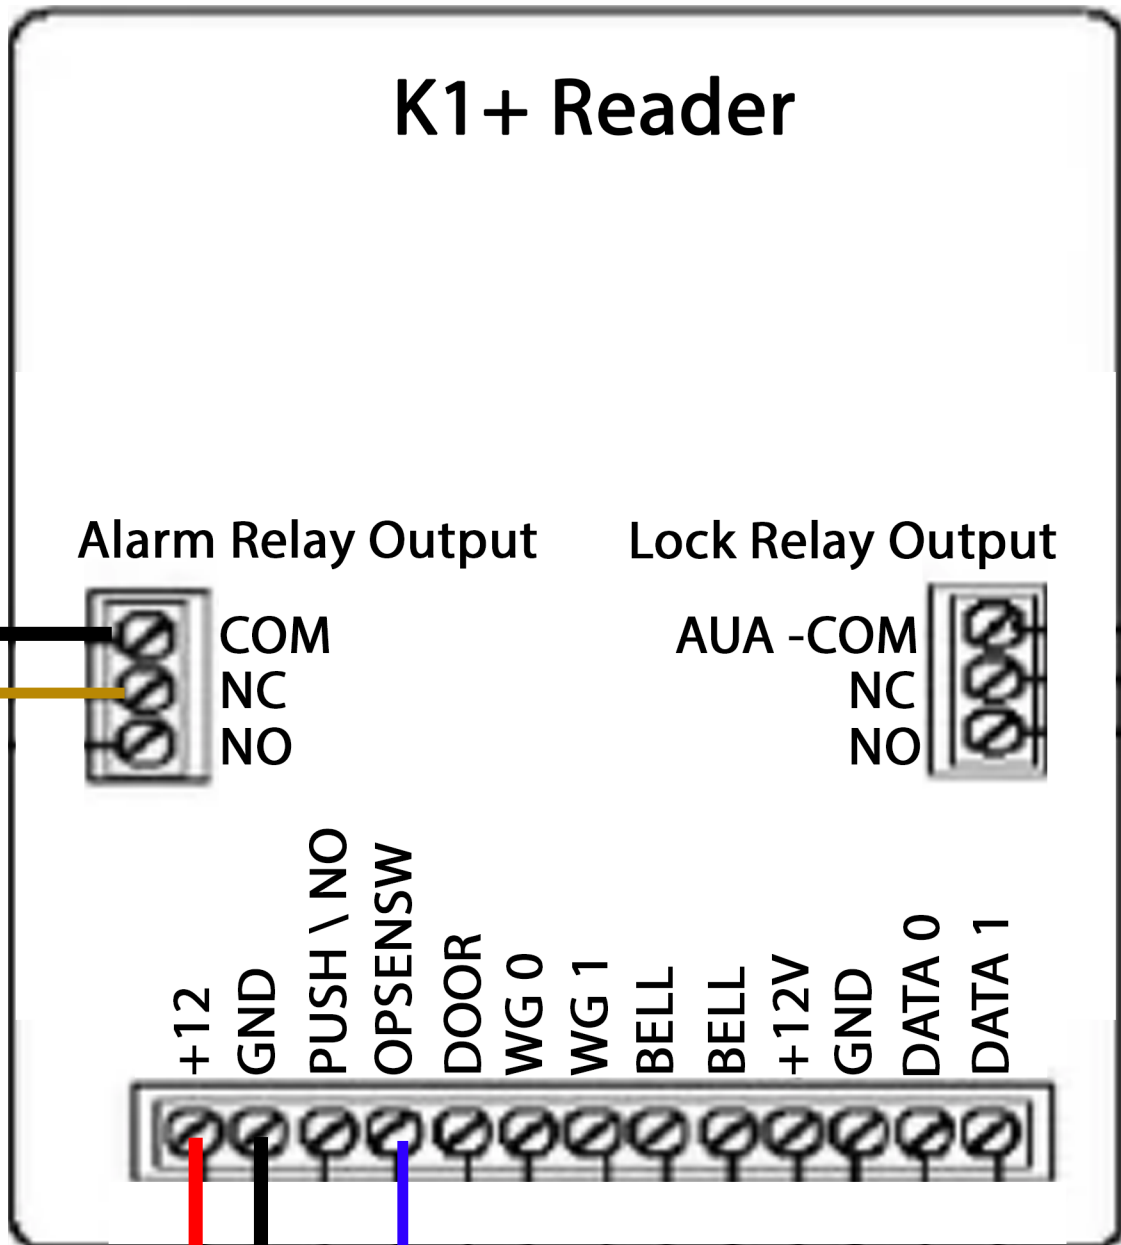 K1+ Reader
Alarm Relay Output
Lock Relay Output
COM
NC
NO
AUA -COM
NC
NO
+12
GND
PUSH \ NO
OPSENSW
DOOR
WG 0
WG 1
BELL
BELL
+12V
GND
DATA 0
DATA 1